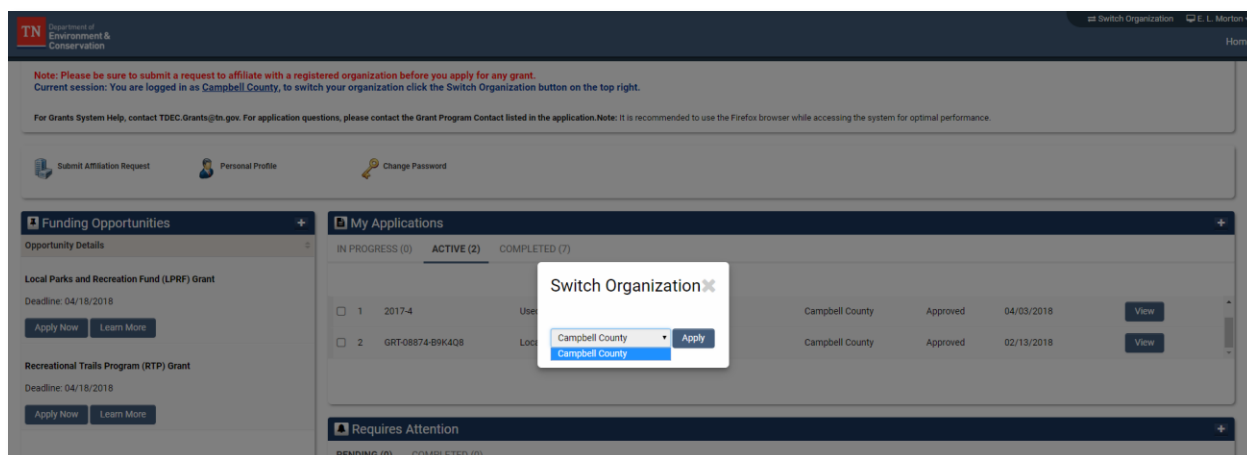 TN
Department of
Environment &
Conservation
Switch Organization E. L. Morton
Hom
Note: Please be sure to submit a request to affiliate with a registered organization before you apply for any grant.
Current session: You are logged in as Campbell County, to switch your organization click the Switch Organization button on the top right.
For Grants System Help, contact TDEC.Grants@tn.gov. For application questions, please contact the Grant Program Contact listed in the application.Note: It is recommended to use the Firefox browser while accessing the system for optimal performance.
Submit Affiliation Request Personal Profile Change Password
Funding Opportunities
Opportunity Details
Local Parks and Recreation Fund (LPRF) Grant
Deadline: 04/18/2018
Apply Now Learn More
Recreational Trails Program (RTP) Grant
Deadline: 04/18/2018
Apply Now Learn More
My Applications
IN PROGRESS (0) ACTIVE (2) COMPLETED (7)
1 2017-4 Used Campbell County Approved 04/03/2018 View
2 GRT-08874-B9K4Q8 Loca Campbell County Approved 02/13/2018 View
Switch Organization
Campbell County Apply
Campbell County
Requires Attention
PENDING (0) COMPLETED (0)